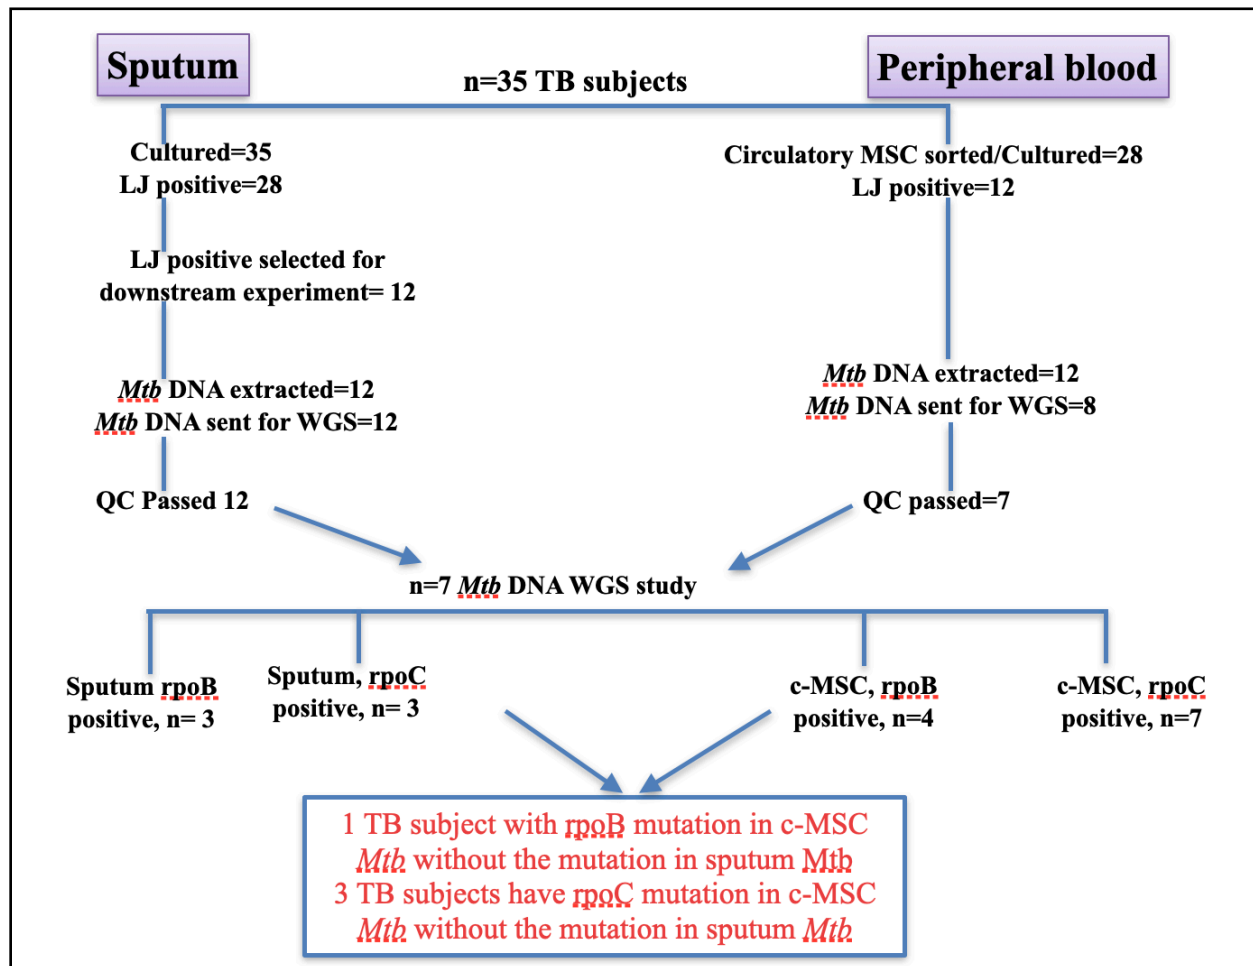 Sputum
Peripheral blood
n=35 TB subjects
Cultured=35
LJ positive=28
Circulatory MSC sorted/Cultured=28
LJ positive=12
LJ positive selected for
downstream experiment= 12
Mtb DNA extracted=12
Mtb DNA sent for WGS=12
Mtb DNA extracted=12
Mtb DNA sent for WGS=8
QC Passed 12
QC passed=7
n=7 Mtb DNA WGS study
Sputum rpoB
positive, n= 3
Sputum, rpoC
positive, n= 3
c-MSC, rpoB
positive, n=4
c-MSC, rpoC
positive, n=7
1 TB subject with rpoB mutation in c-MSC
Mtb without the mutation in sputum Mtb
3 TB subjects have rpoC mutation in c-MSC
Mtb without the mutation in sputum Mtb